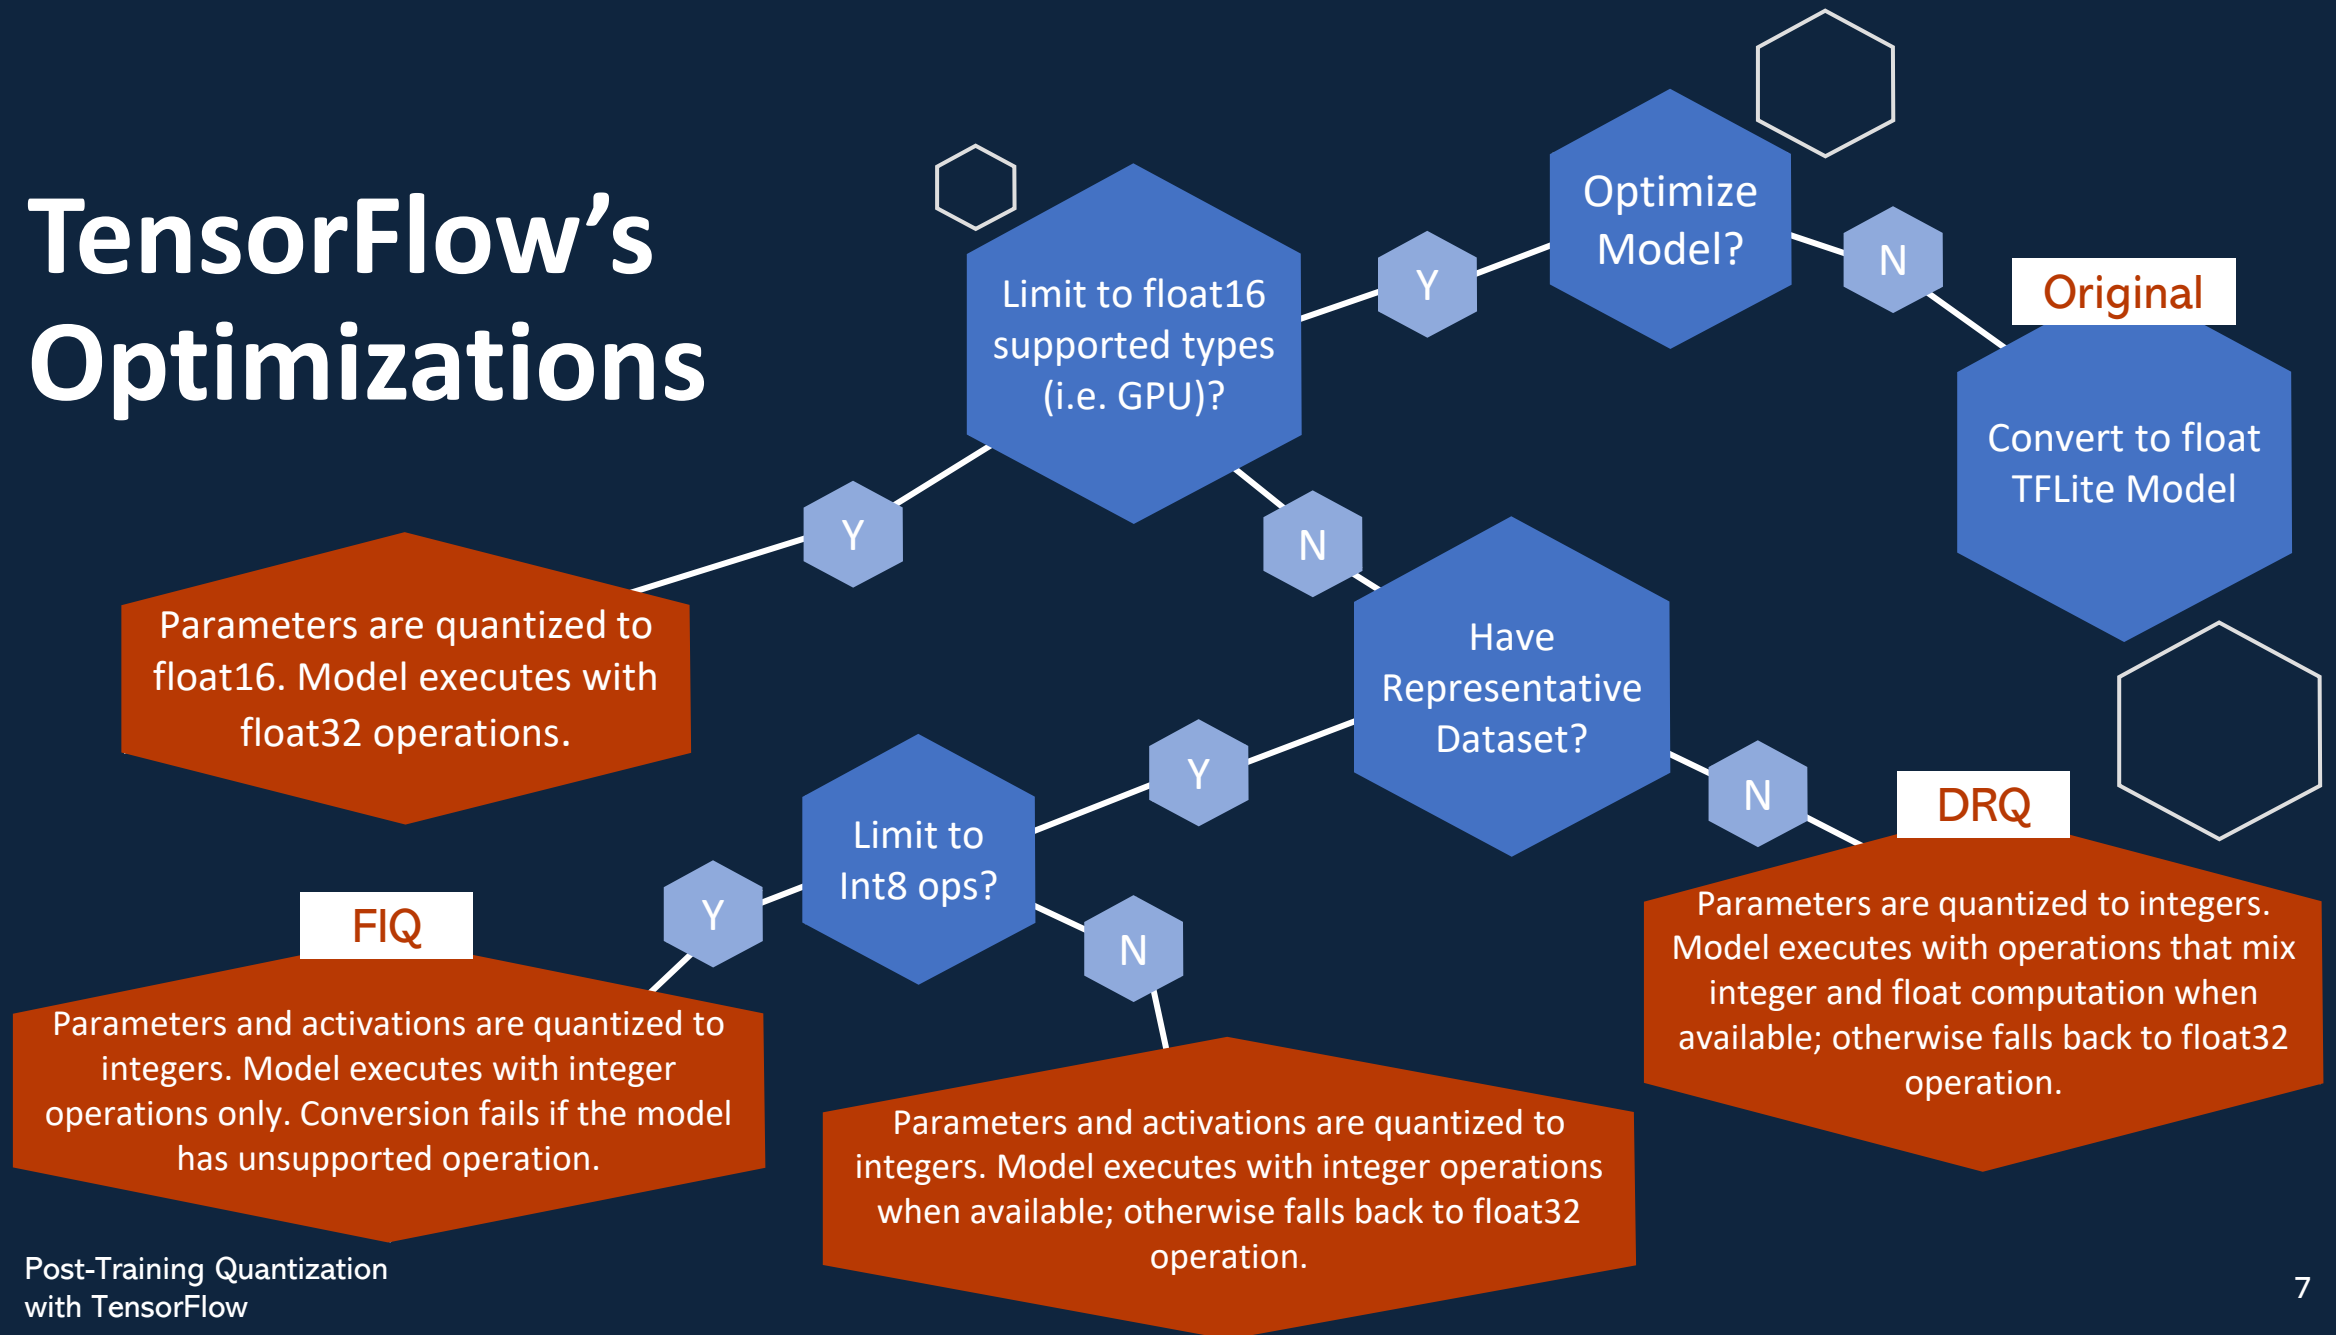 TensorFlow’s
Optimizations
Optimize
Model?
Y
N
Original
Convert to float
TFLite Model
Limit to float16
supported types
(i.e. GPU)?
Y
N
Parameters are quantized to
float16. Model executes with
float32 operations.
Have
Representative
Dataset?
Y
N
DRQ
Parameters are quantized to integers.
Model executes with operations that mix
integer and float computation when
available; otherwise falls back to float32
operation.
Limit to
Int8 ops?
Y
N
FIQ
Parameters and activations are quantized to
integers. Model executes with integer
operations only. Conversion fails if the model
has unsupported operation.
Parameters and activations are quantized to
integers. Model executes with integer operations
when available; otherwise falls back to float32
operation.
Post-Training Quantization
with TensorFlow
7